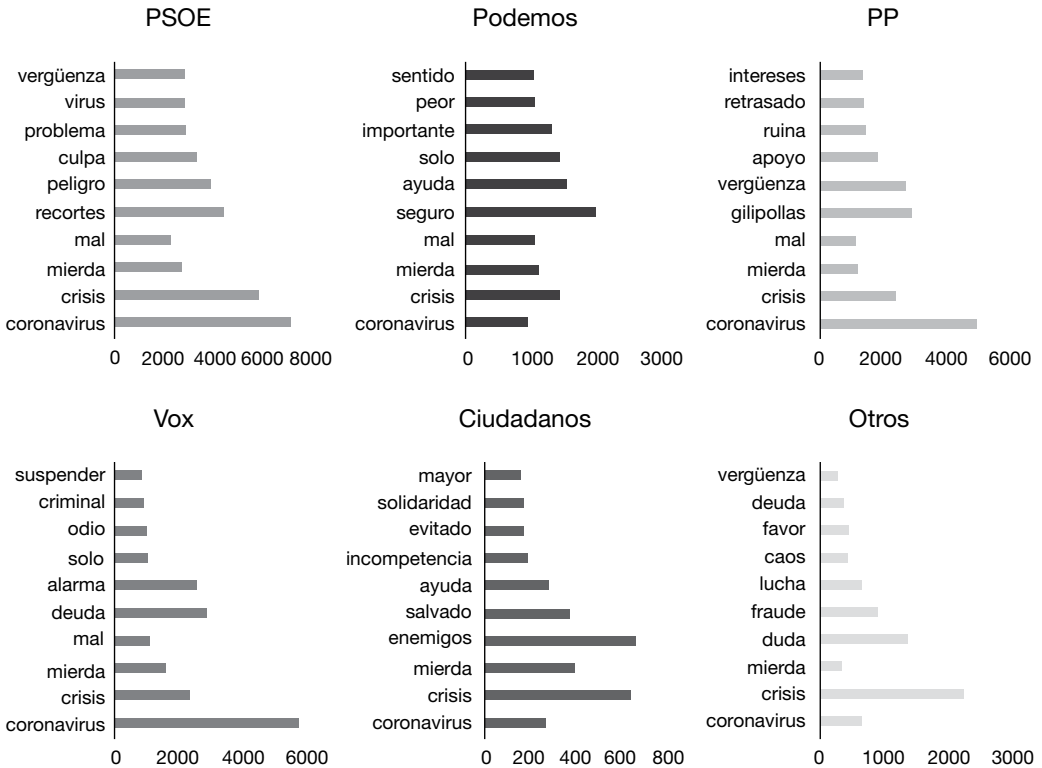 PSOE
vergüenza
virus
problema
culpa
peligro
recortes
mal
mierda
crisis
coronavirus
0 2000 4000 6000 8000
Podemos
sentido
peor
importante
solo
ayuda
seguro
mal
mierda
crisis
coronavirus
0 1000 2000 3000
PP
intereses
retrasado
ruina
apoyo
vergüenza
gilipollas
mal
mierda
crisis
coronavirus
0 2000 4000 6000
Vox
suspender
criminal
odio
solo
alarma
deuda
mal
mierda
crisis
coronavirus
0 2000 4000 6000
Ciudadanos
mayor
solidaridad
evitado
incompetencia
ayuda
salvado
enemigos
mierda
crisis
coronavirus
0 200 400 600 800
Otros
vergüenza
deuda
favor
caos
lucha
fraude
duda
mierda
crisis
coronavirus
0 1000 2000 3000